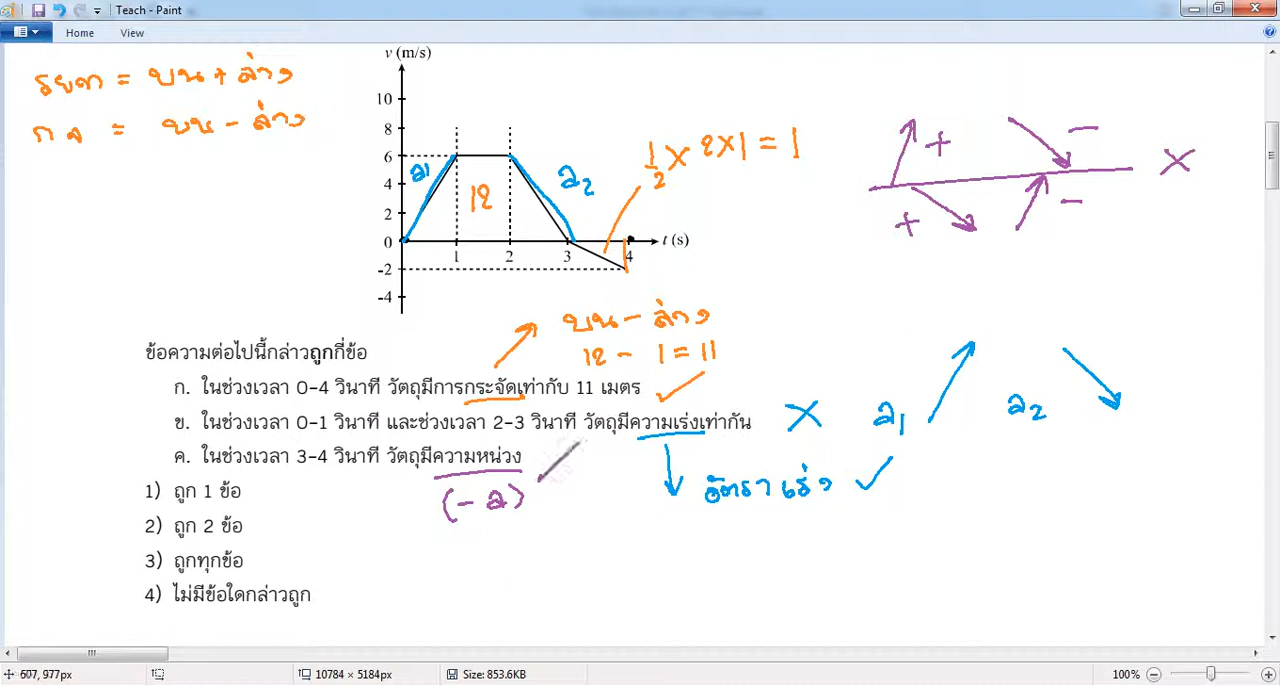 Teach - Paint
Home View
v (m/s)
ระยะทาง = บน + ล่าง
กจ = บน - ล่าง
10
8
6
4
2
0
-2
-4
1 2 3 4 t (s)
a1
12
a2
1/2 × 2 × 1 = 1
+ - ×
+ -
บน - ล่าง
12 - 1 = 11
ข้อความต่อไปนี้กล่าวถูกกี่ข้อ
ก. ในช่วงเวลา 0-4 วินาที วัตถุมีการกระจัดเท่ากับ 11 เมตร
ข. ในช่วงเวลา 0-1 วินาที และช่วงเวลา 2-3 วินาที วัตถุมีความเร่งเท่ากัน × a1 a2
ค. ในช่วงเวลา 3-4 วินาที วัตถุมีความหน่วง
(- a)
อัตราเร่ง
1) ถูก 1 ข้อ
2) ถูก 2 ข้อ
3) ถูกทุกข้อ
4) ไม่มีข้อใดกล่าวถูก
607, 977px
10784 × 5184px
Size: 853.6KB
100%